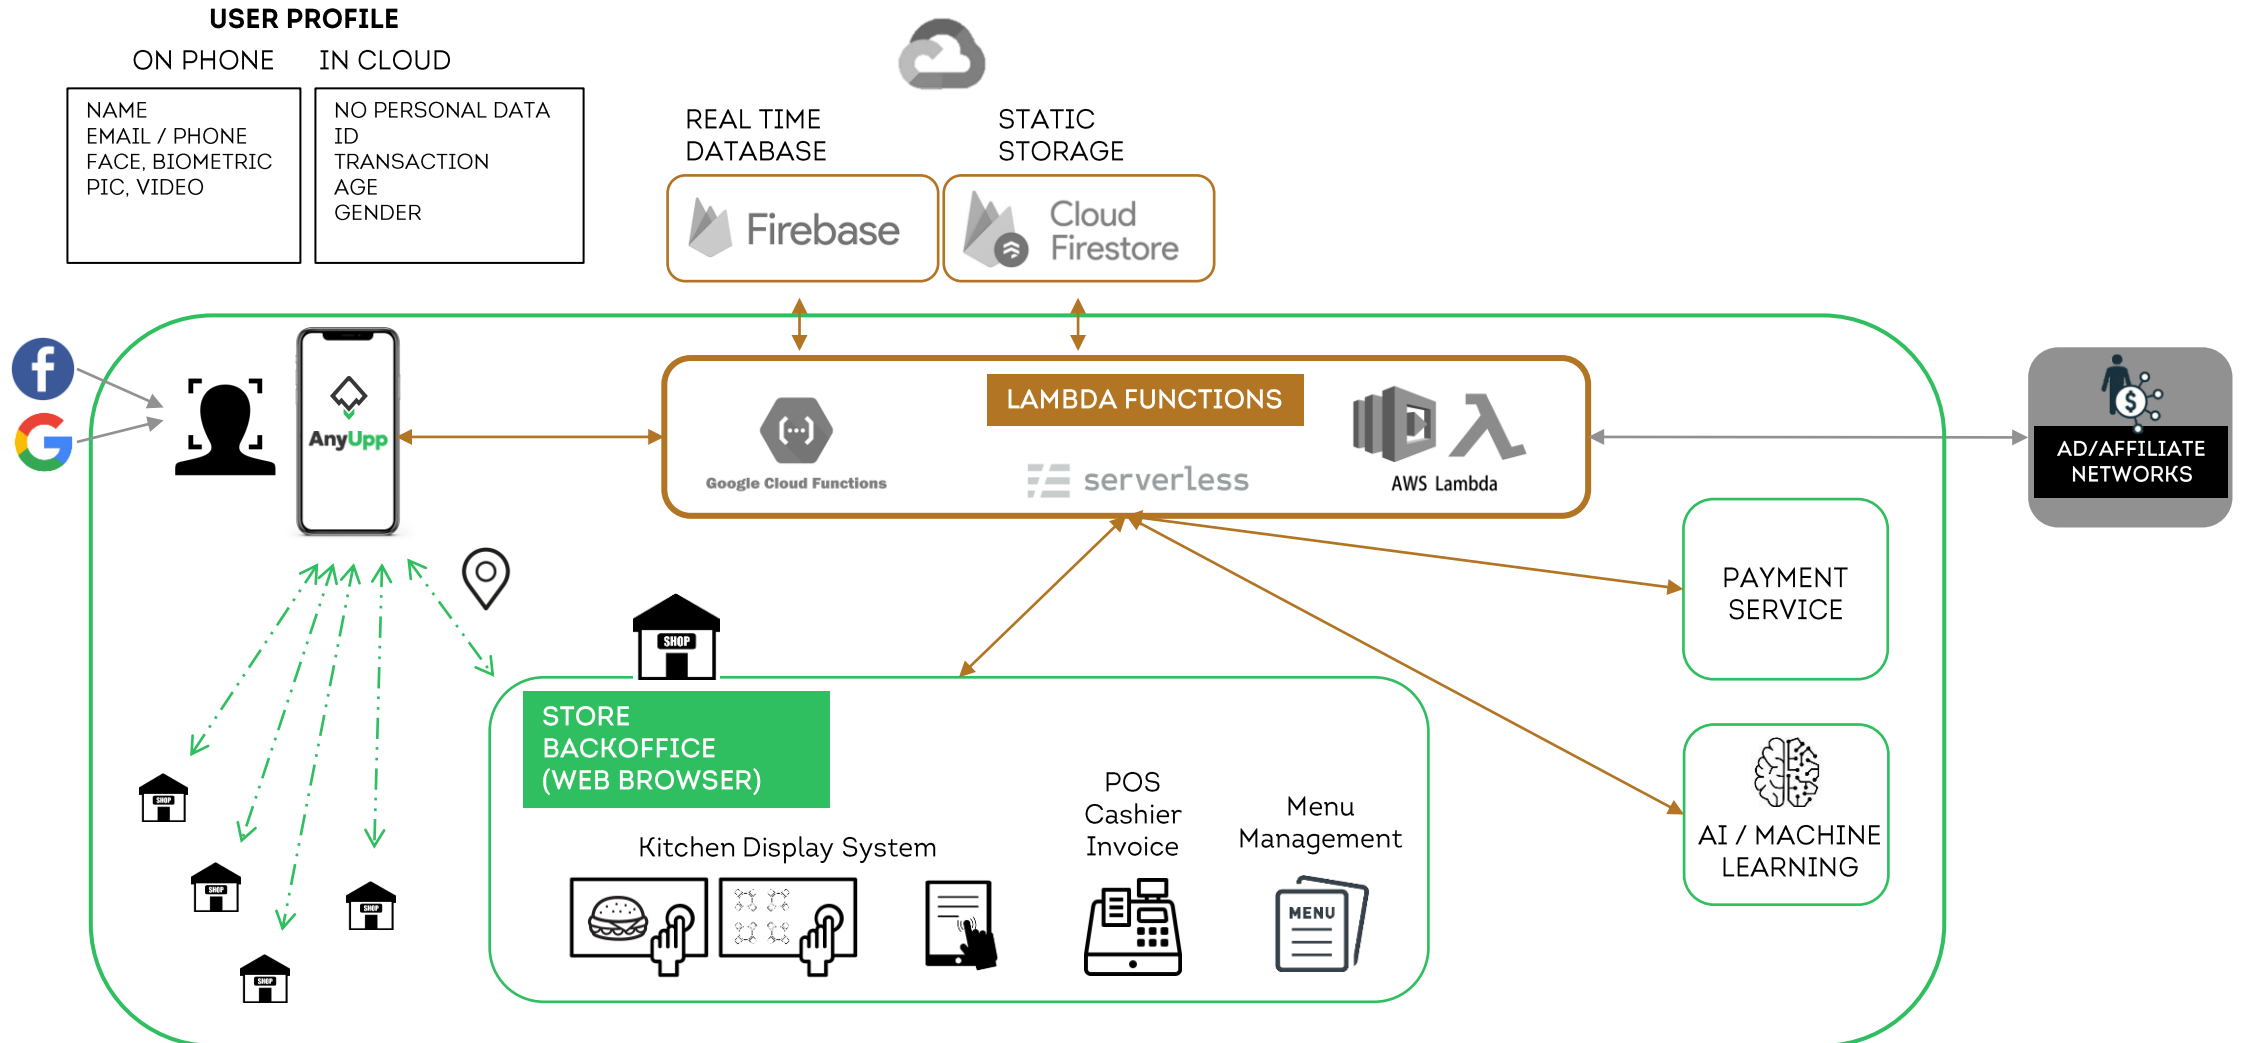 USER PROFILE
ON PHONE
IN CLOUD
NAME
EMAIL / PHONE
FACE, BIOMETRIC
PIC, VIDEO
NO PERSONAL DATA
ID
TRANSACTION
AGE
GENDER
REAL TIME
DATABASE
STATIC
STORAGE
Firebase
Cloud
Firestore
AnyUpp
LAMBDA FUNCTIONS
Google Cloud Functions
serverless
AWS Lambda
AD/AFFILIATE
NETWORKS
PAYMENT
SERVICE
AI / MACHINE
LEARNING
SHOP
STORE
BACKOFFICE
(WEB BROWSER)
Kitchen Display System
POS
Cashier
Invoice
Menu
Management
MENU
SHOP
SHOP
SHOP
SHOP